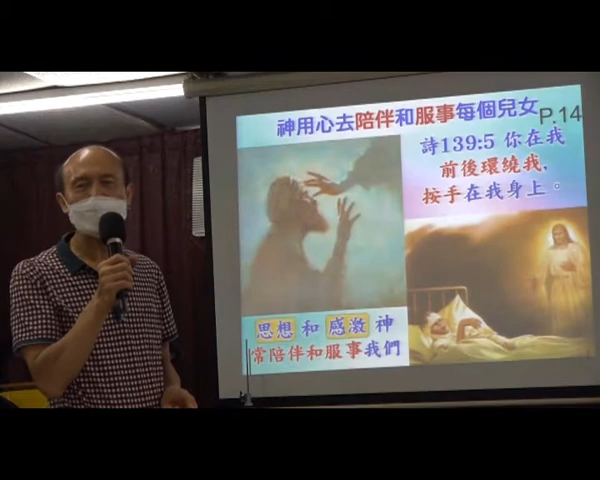 神用心去陪伴和服事每個兒女
P.14
詩139:5 你在我
前後環繞我,
按手在我身上。
思想 和 感激 神
常陪伴和服事我們